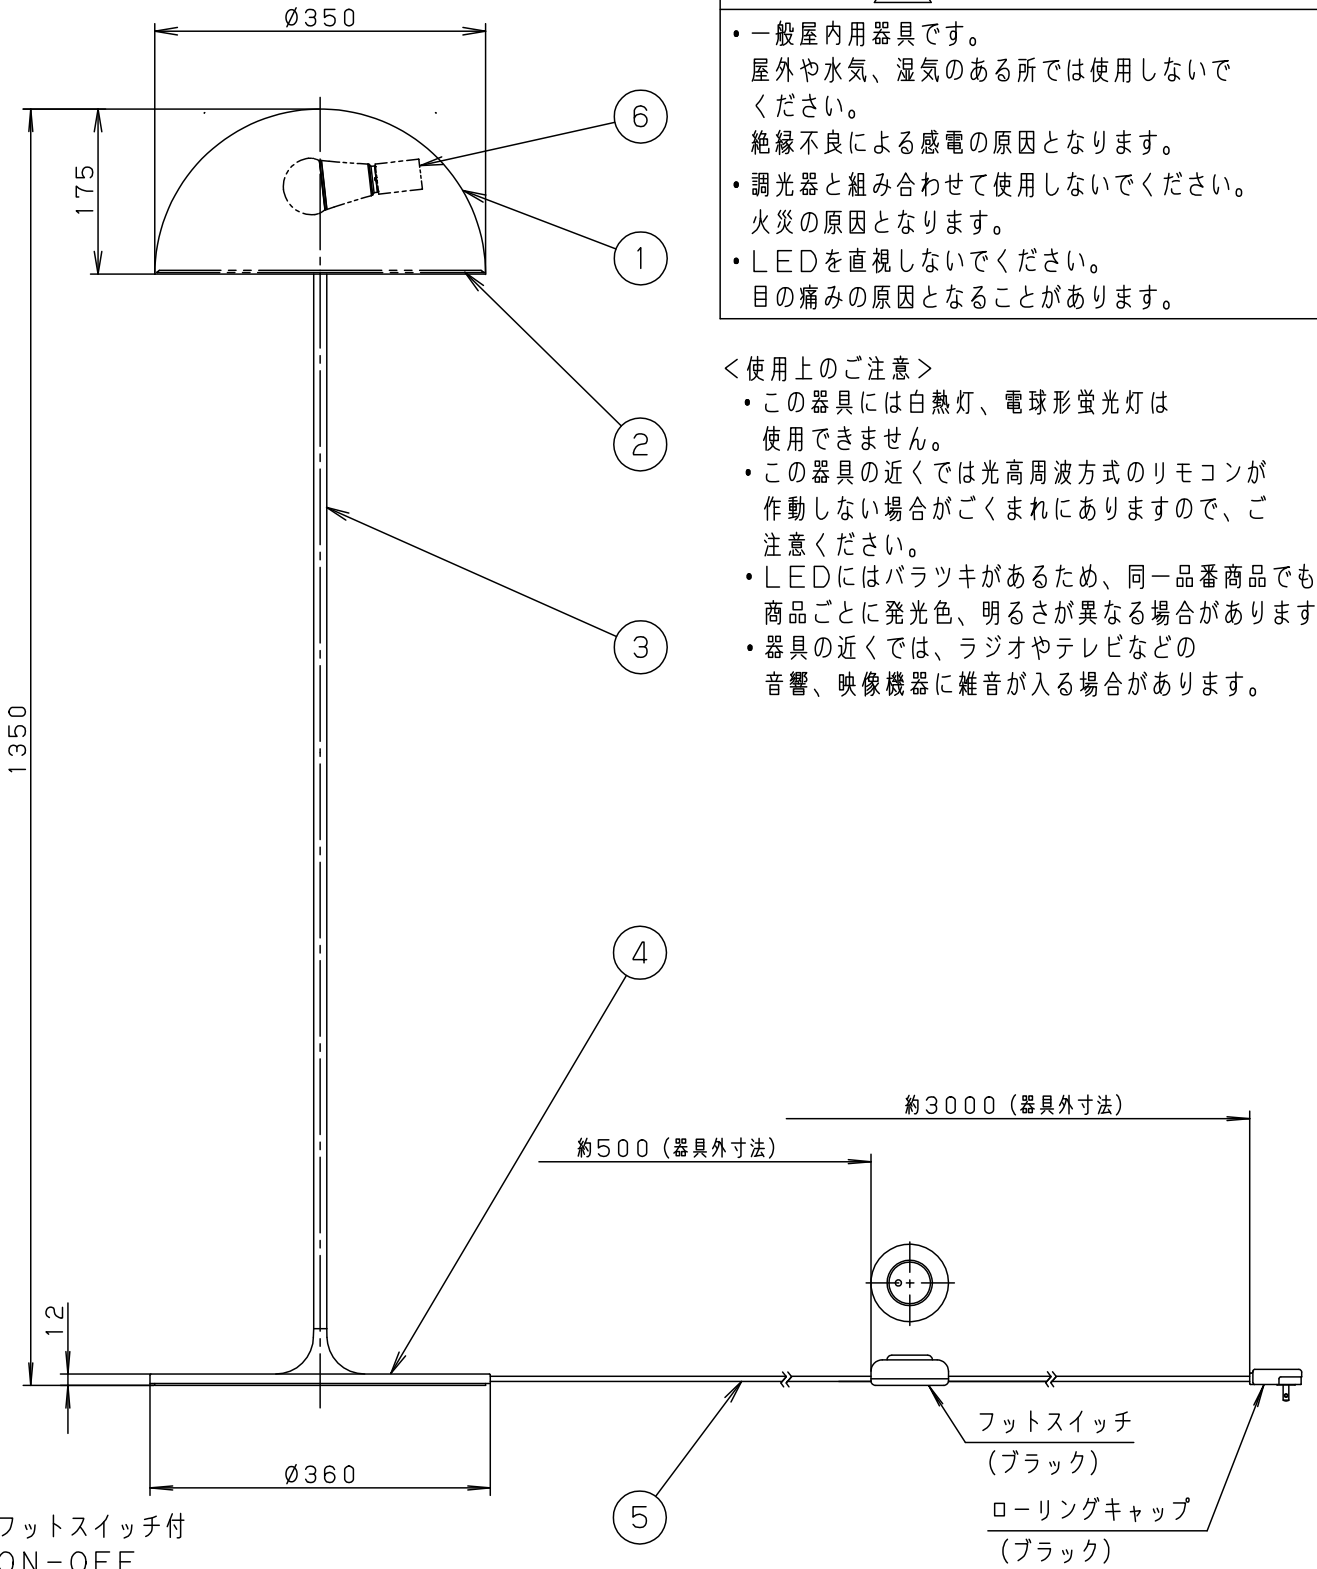 Ø350
175
1350
12
Ø360
フットスイッチ付
ON-OFF
6
1
2
3
4
5
・一般屋内用器具です。
屋外や水気、湿気のある所では使用しないで
ください。
絶縁不良による感電の原因となります。
・調光器と組み合わせて使用しないでください。
火災の原因となります。
・LEDを直視しないでください。
目の痛みの原因となることがあります。
<使用上のご注意>
・この器具には白熱灯、電球形蛍光灯は
使用できません。
・この器具の近くでは光高周波方式のリモコンが
作動しない場合がごくまれにありますので、ご
注意ください。
・LEDにはバラツキがあるため、同一品番商品でも
商品ごとに発光色、明るさが異なる場合があります
・器具の近くでは、ラジオやテレビなどの
音響、映像機器に雑音が入る場合があります。
約3000(器具外寸法)
約500(器具外寸法)
フットスイッチ
(ブラック)
ローリングキャップ
(ブラック)